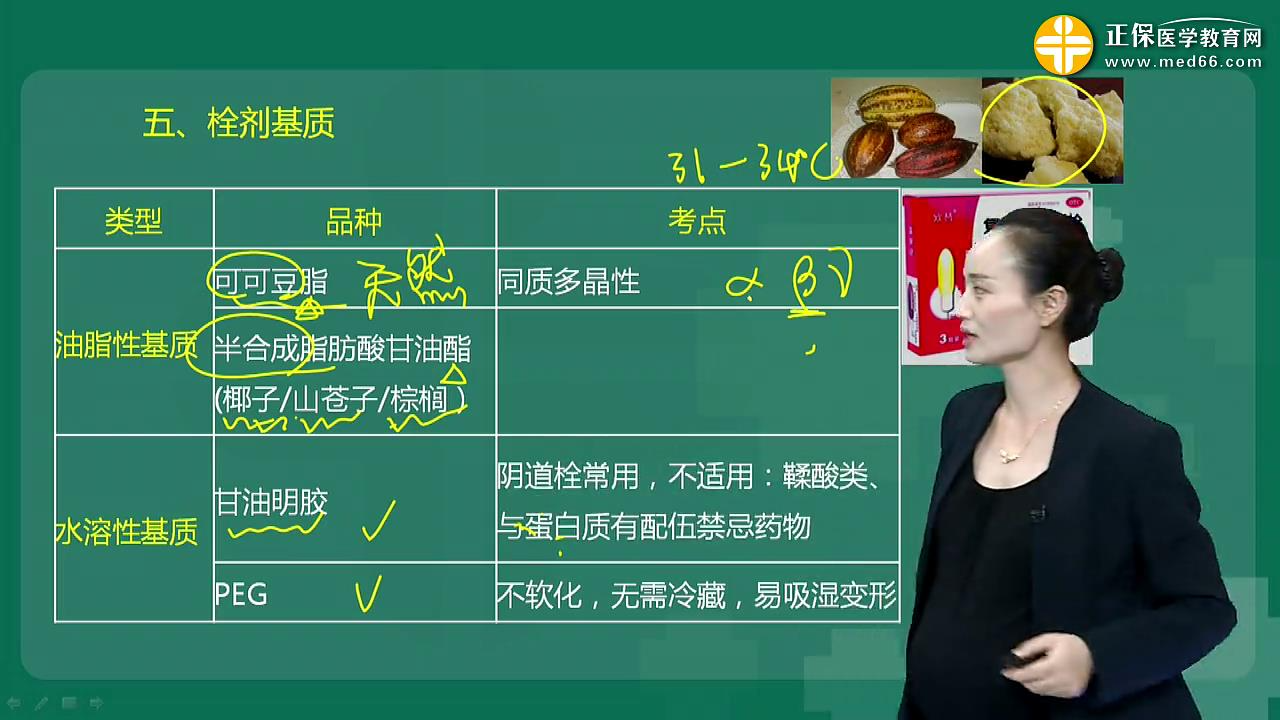 正保医学教育网
www.med66.com
五、栓剂基质
31-34℃
类型 品种 考点
油脂性基质
可可豆脂 天然
同质多晶性 α β γ
半合成脂肪酸甘油酯
(椰子/山苍子/棕榈）
水溶性基质
甘油明胶
阴道栓常用，不适用：鞣酸类、
与蛋白质有配伍禁忌药物
PEG
不软化，无需冷藏，易吸湿变形